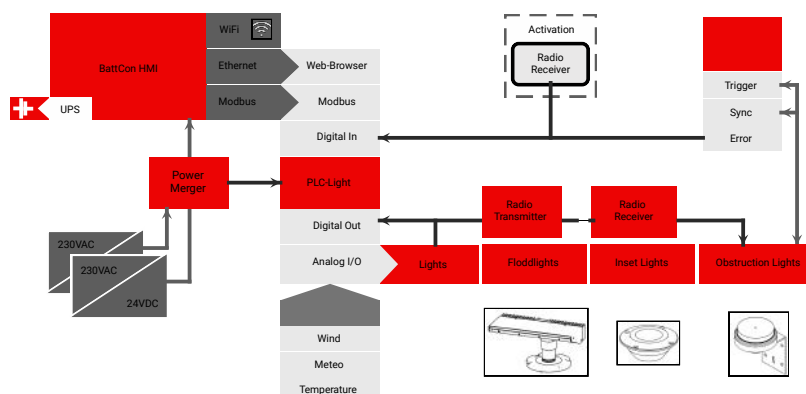 WiFi
BattCon HMI
Ethernet
Web-Browser
Modbus
Modbus
UPS
Digital In
Activation
Radio
Receiver
Trigger
Sync
Error
Power
Merger
PLC-Light
Radio
Transmitter
Radio
Receiver
Digital Out
230VAC
230VAC
24VDC
Analog I/O
Lights
Floddlights
Inset Lights
Obstruction Lights
Wind
Meteo
Temperature